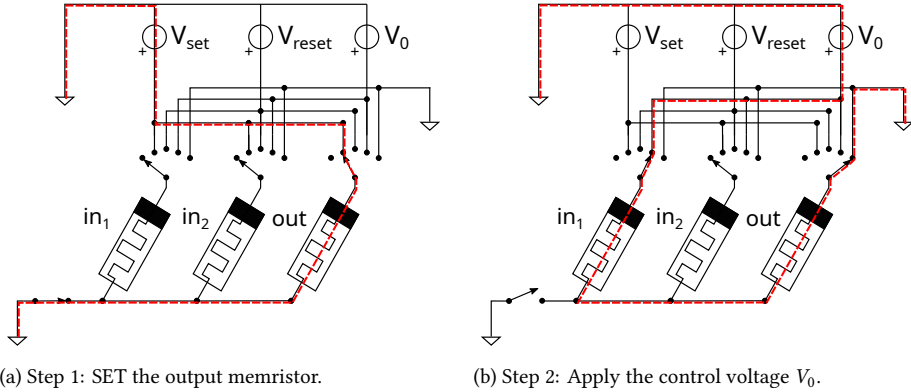 + V_set + V_reset + V_0 + V_set + V_reset + V_0
in_1 in_2 out in_1 in_2 out
(a) Step 1: SET the output memristor.
(b) Step 2: Apply the control voltage V_0.